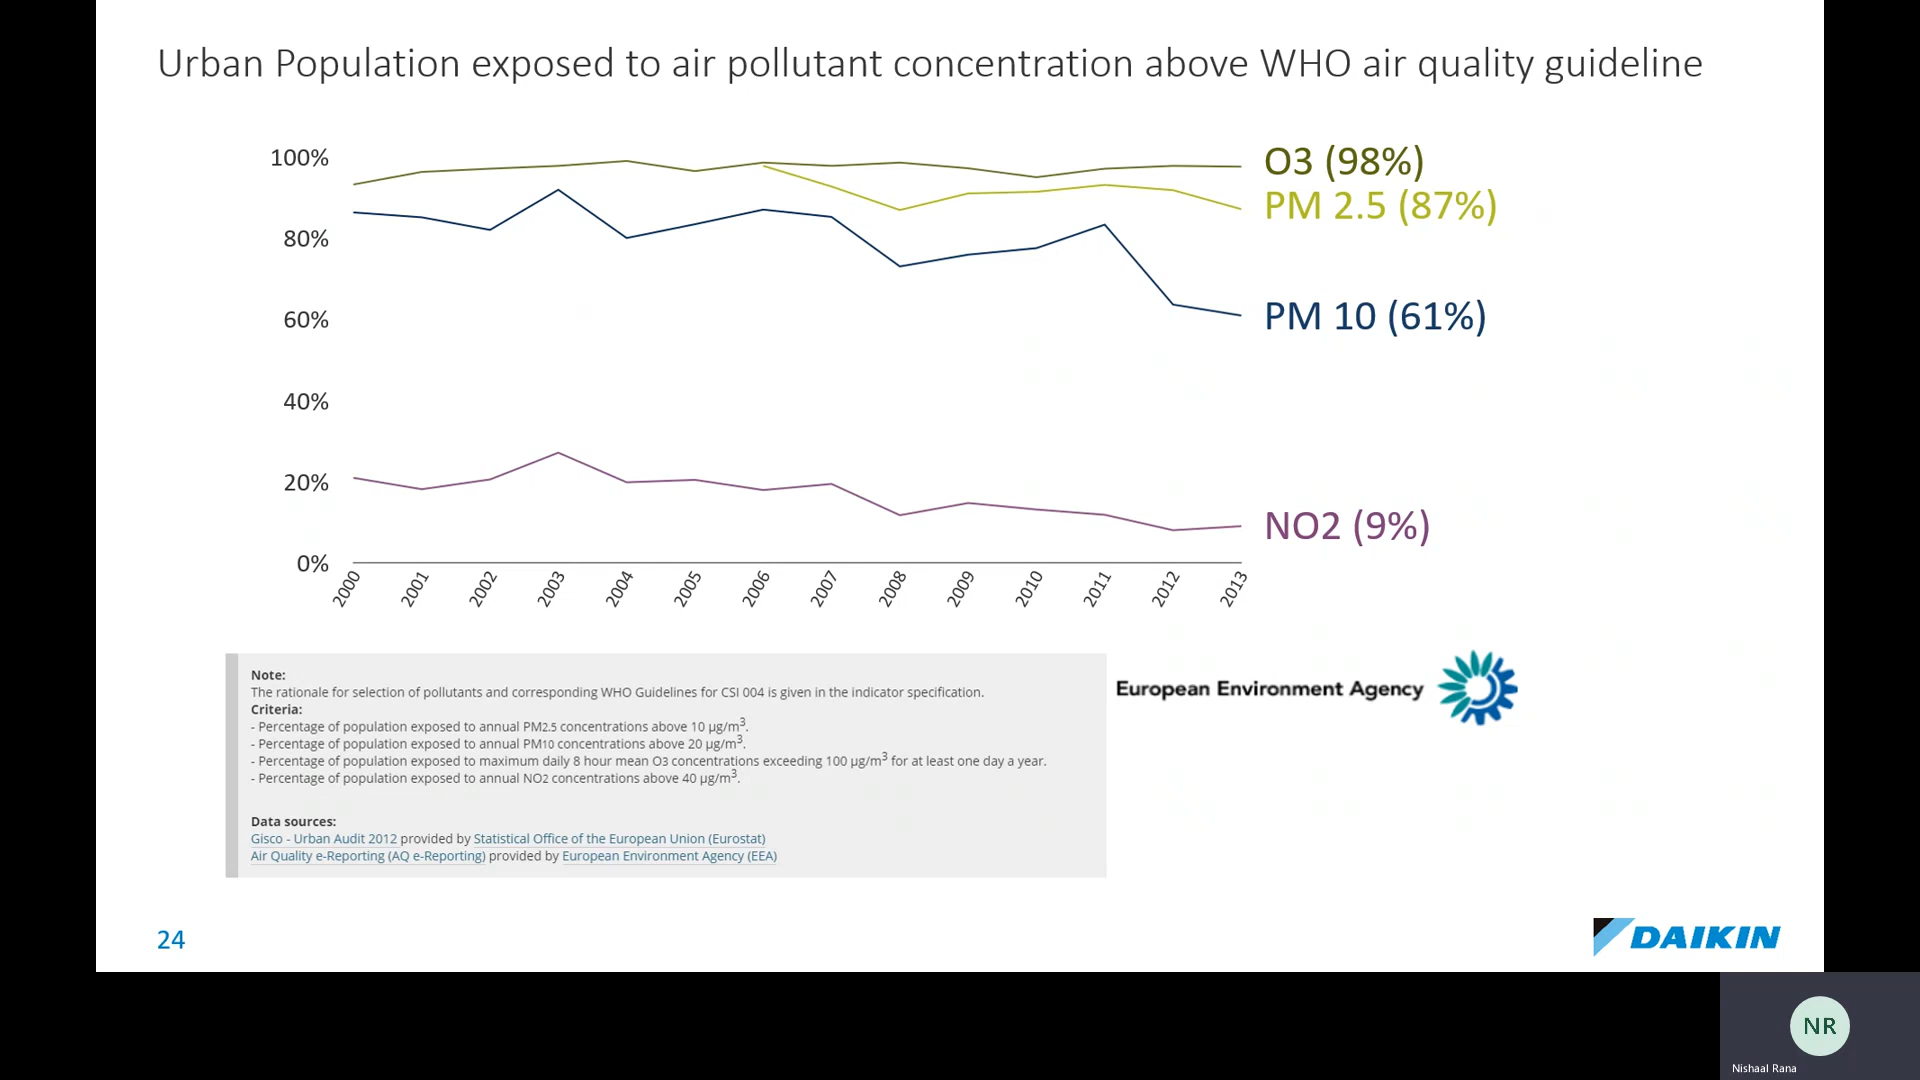 Urban Population exposed to air pollutant concentration above WHO air quality guideline
100%
80%
60%
40%
20%
0%
O3 (98%)
PM 2.5 (87%)
PM 10 (61%)
NO2 (9%)
2000 2001 2002 2003 2004 2005 2006 2007 2008 2009 2010 2011 2012 2013
Note:
The rationale for selection of pollutants and corresponding WHO Guidelines for CSI 004 is given in the indicator specification.
Criteria:
- Percentage of population exposed to annual PM2.5 concentrations above 10 µg/m3.
- Percentage of population exposed to annual PM10 concentrations above 20 µg/m3.
- Percentage of population exposed to maximum daily 8 hour mean O3 concentrations exceeding 100 µg/m3 for at least one day a year.
- Percentage of population exposed to annual NO2 concentrations above 40 µg/m3.
Data sources:
Gisco - Urban Audit 2012 provided by Statistical Office of the European Union (Eurostat)
Air Quality e-Reporting (AQ e-Reporting) provided by European Environment Agency (EEA)
European Environment Agency
24
DAIKIN
NR
Nishaal Rana